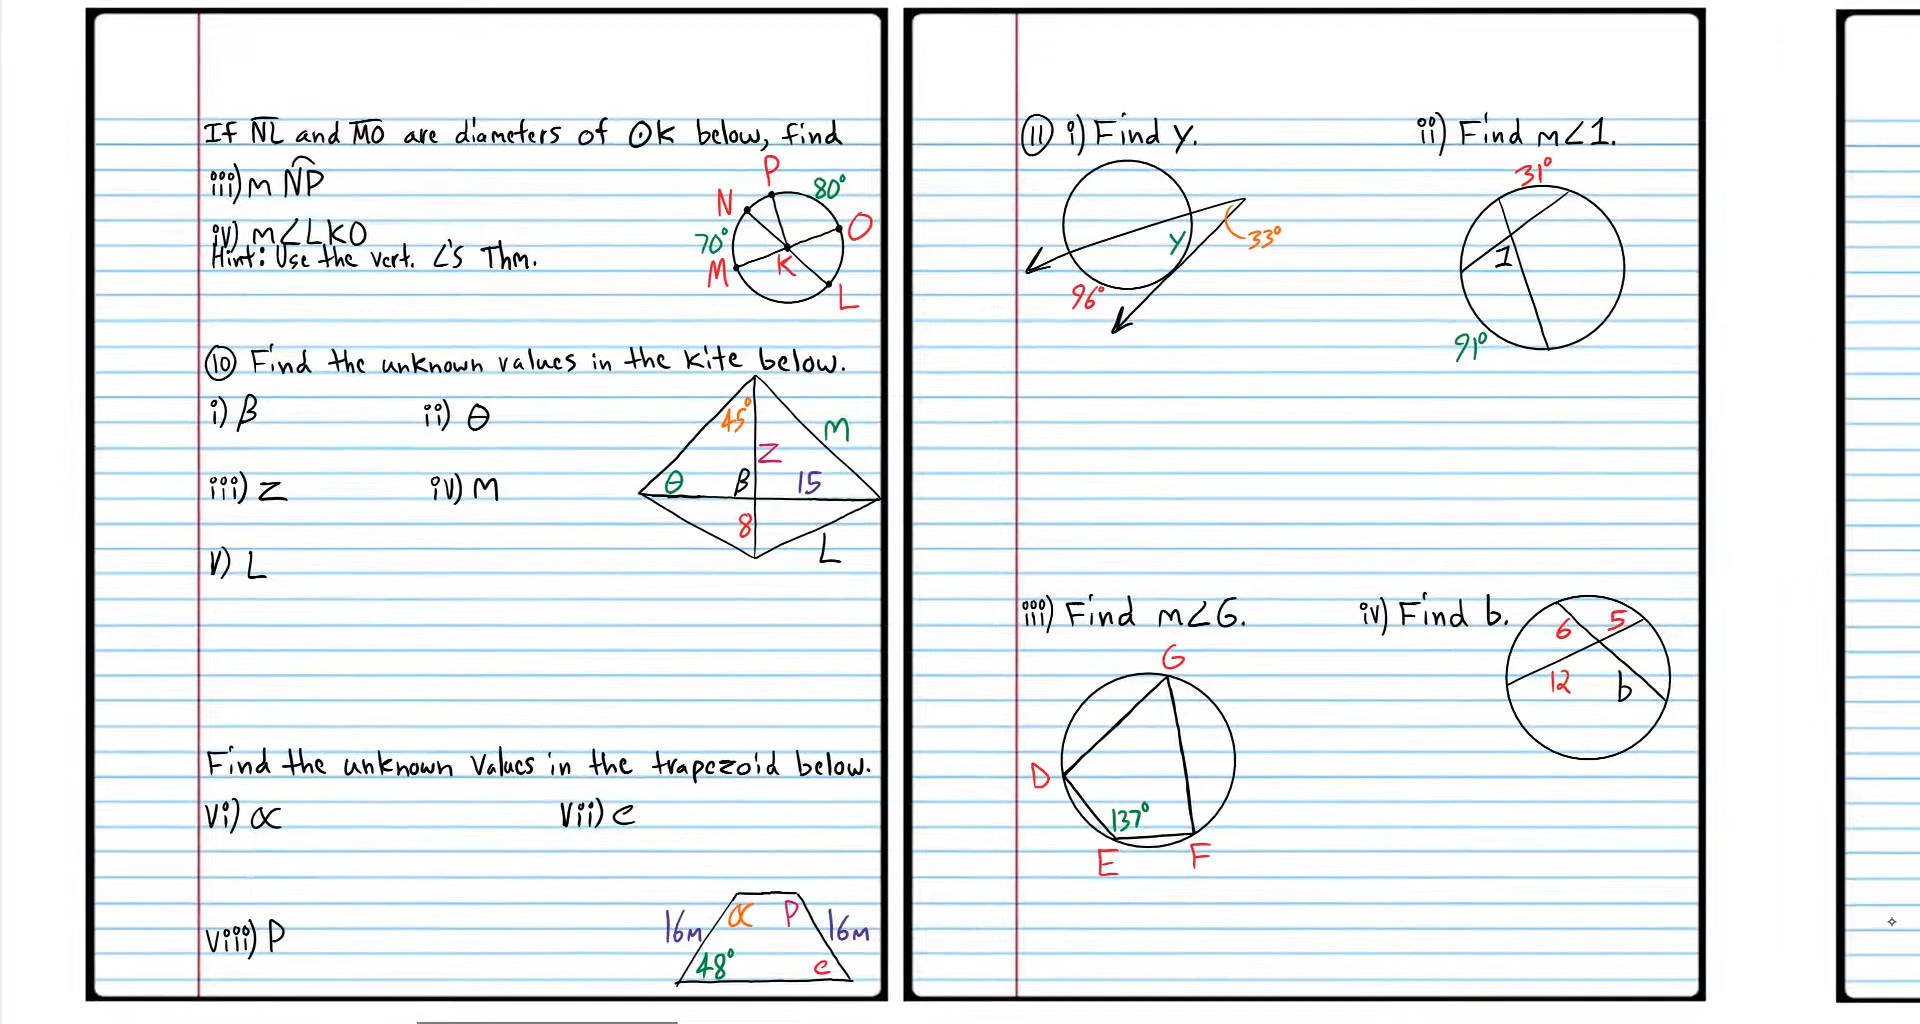 If NL and MO are diameters of ⊙K below, find
iii) m NP
iv) m∠LKO
Hint: Use the vert. ∠'s Thm.
P
80°
N
O
70°
M
K
L
⑩ Find the unknown values in the kite below.
i) β
ii) θ
45°
M
Z
iii) Z
iv) M
θ
β
15
8
v) L
L
Find the unknown values in the trapezoid below.
vi) α
vii) e
viii) P
16m
α
P
16m
48°
e
⑪ i) Find y.
y
33°
96°
ii) Find m∠1.
31°
1
91°
iii) Find m∠G.
G
D
137°
E
F
iv) Find b.
6
5
12
b